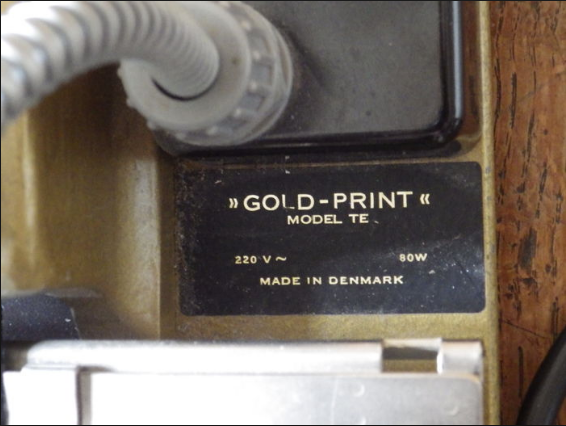 »GOLD-PRINT«
MODEL TE
220 V ~ 80W
MADE IN DENMARK